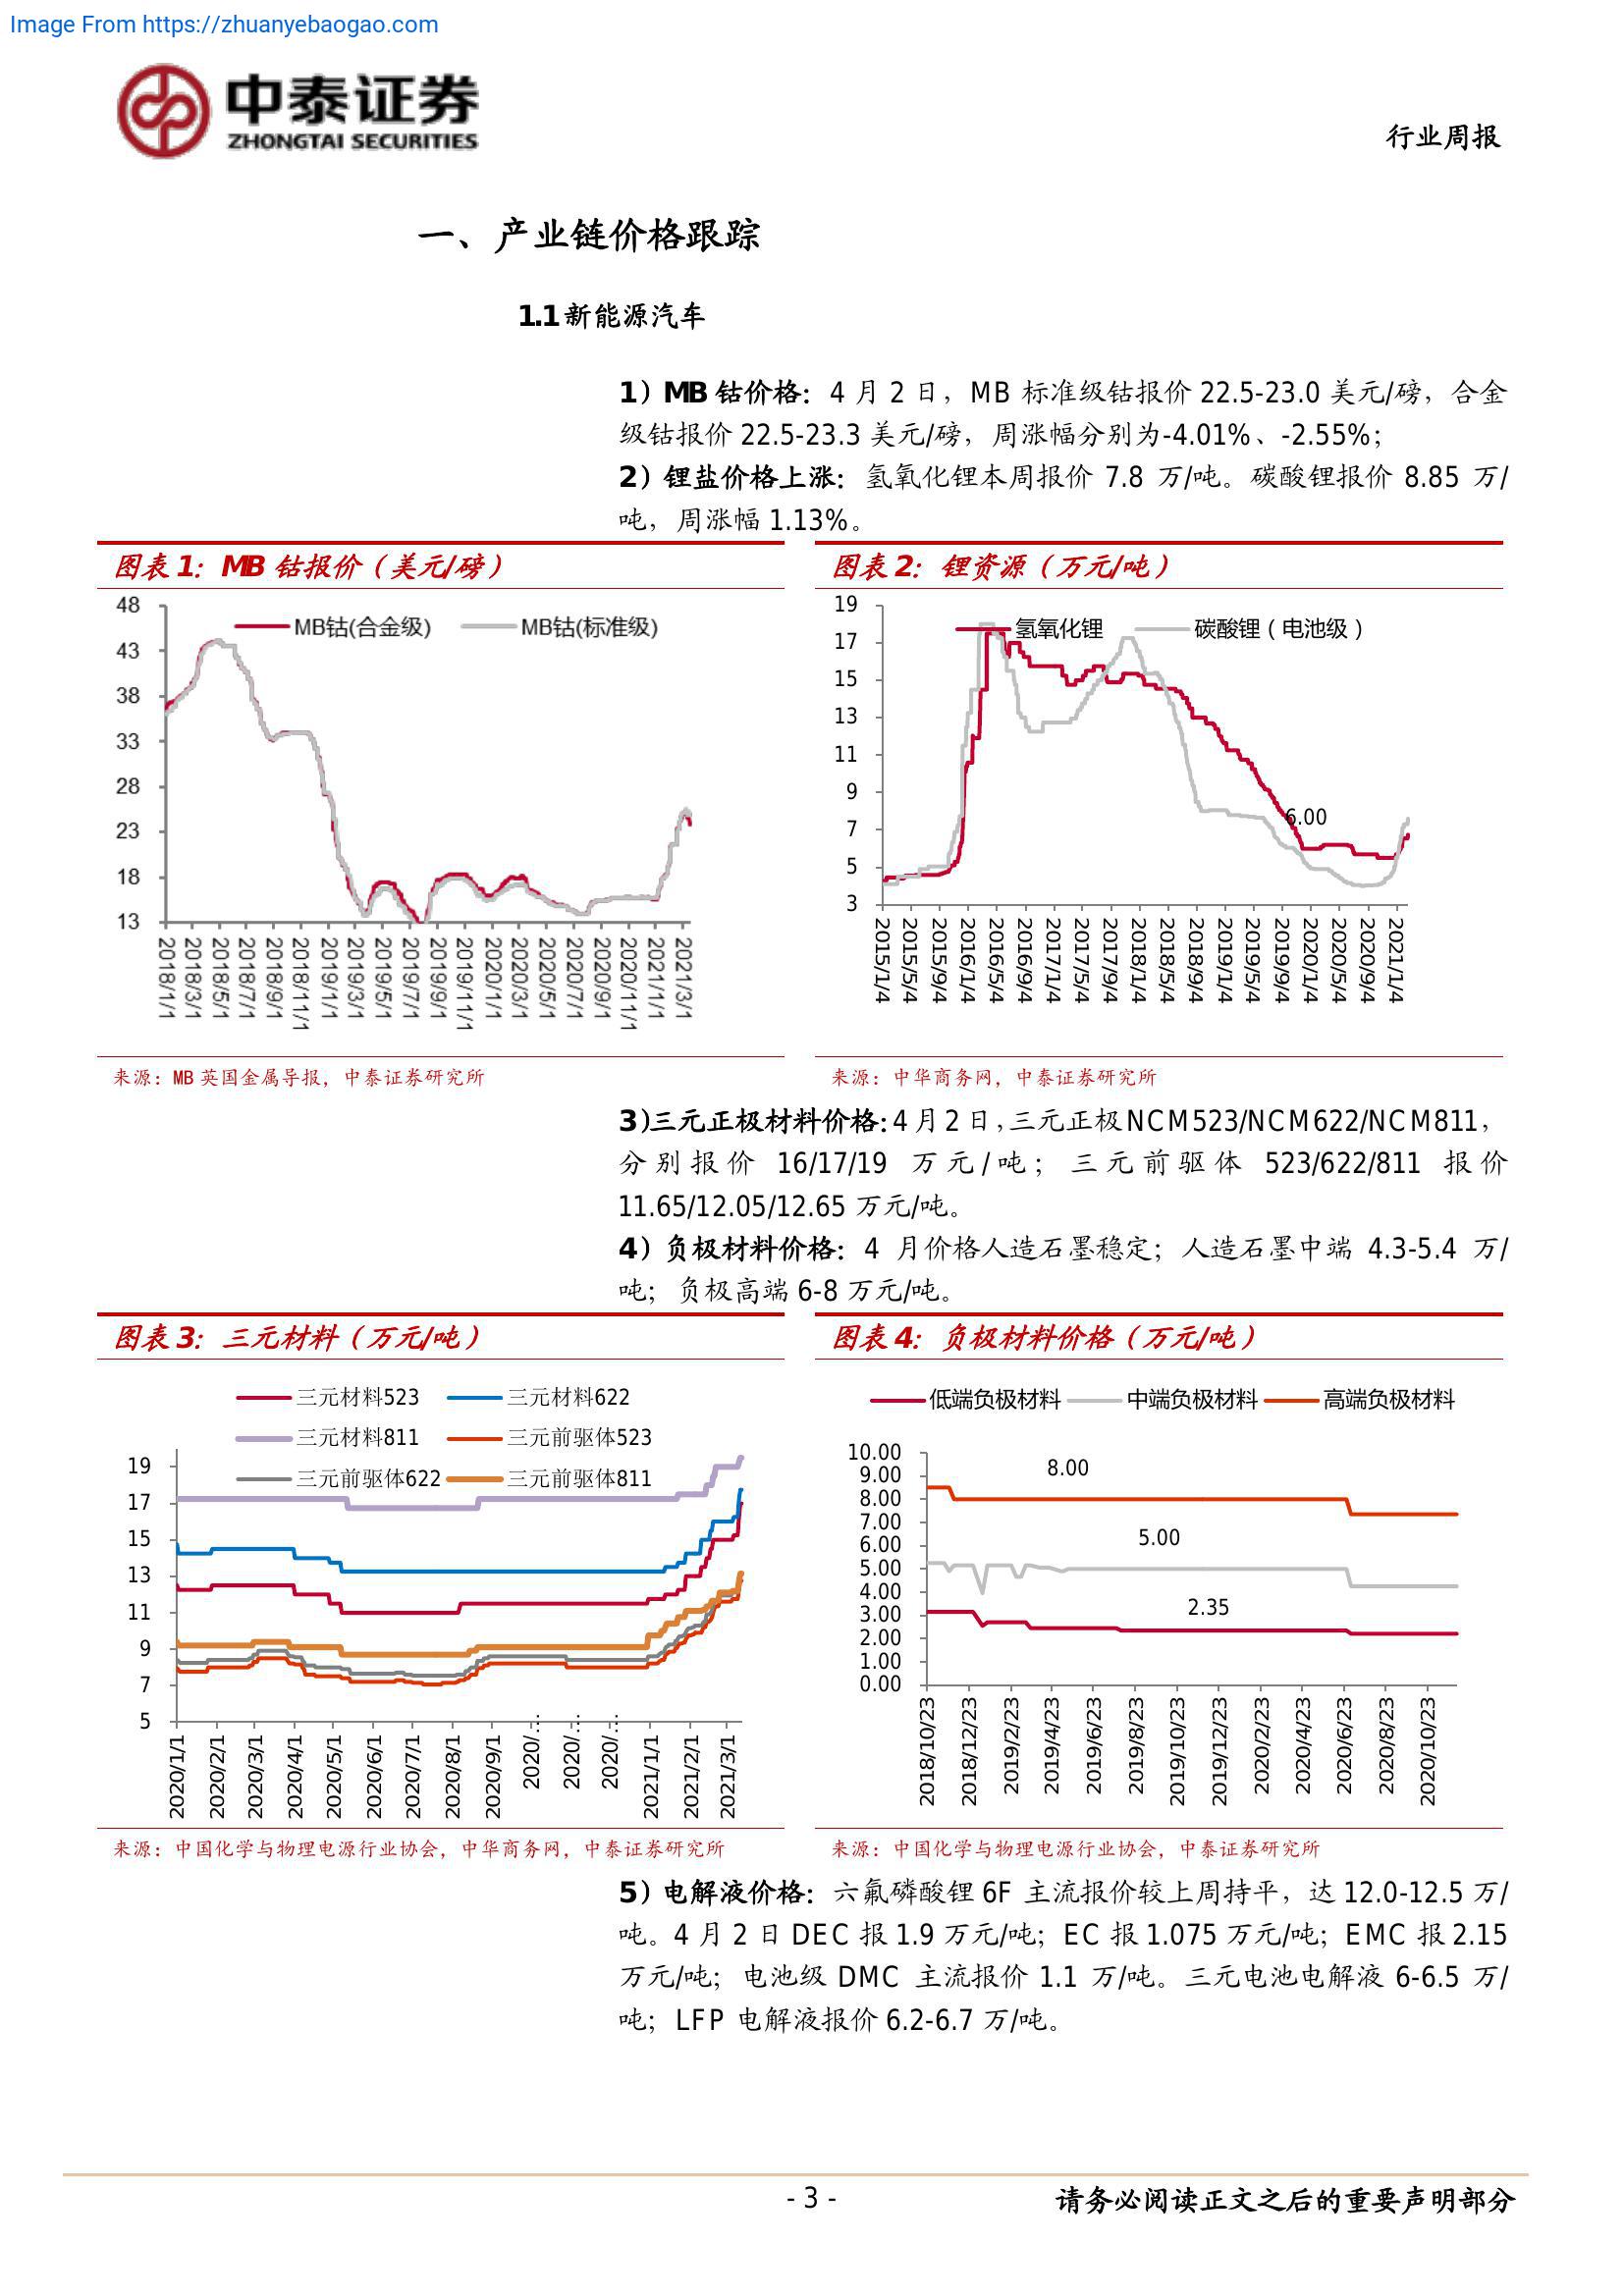 Image From https://zhuanyebaogao.com
中泰证券
ZHONGTAI SECURITIES
行业周报
一、产业链价格跟踪
1.1 新能源汽车
1）MB 钴价格：4 月 2 日，MB 标准级钴报价 22.5-23.0 美元/磅，合金
级钴报价 22.5-23.3 美元/磅，周涨幅分别为-4.01%、-2.55%；
2）锂盐价格上涨：氢氧化锂本周报价 7.8 万/吨。碳酸锂报价 8.85 万/
吨，周涨幅 1.13%。
图表 1：MB 钴报价（美元/磅）
MB钴(合金级) MB钴(标准级)
48
43
38
33
28
23
18
13
2018/1/1 2018/3/1 2018/5/1 2018/7/1 2018/9/1 2018/11/1 2019/1/1 2019/3/1 2019/5/1 2019/7/1 2019/9/1 2019/11/1 2020/1/1 2020/3/1 2020/5/1 2020/7/1 2020/9/1 2020/11/1 2021/1/1 2021/3/1
来源：MB 英国金属导报，中泰证券研究所
图表 2：锂资源（万元/吨）
氢氧化锂 碳酸锂（电池级）
19
17
15
13
11
9
7
5
3
6.00
2015/1/4 2015/5/4 2015/9/4 2016/1/4 2016/5/4 2016/9/4 2017/1/4 2017/5/4 2017/9/4 2018/1/4 2018/5/4 2018/9/4 2019/1/4 2019/5/4 2019/9/4 2020/1/4 2020/5/4 2020/9/4 2021/1/4
来源：中华商务网，中泰证券研究所
3)三元正极材料价格：4 月 2 日，三元正极 NCM523/NCM622/NCM811，
分别报价 16/17/19 万元/吨；三元前驱体 523/622/811 报价
11.65/12.05/12.65 万元/吨。
4）负极材料价格：4 月价格人造石墨稳定；人造石墨中端 4.3-5.4 万/
吨；负极高端 6-8 万元/吨。
图表 3：三元材料（万元/吨）
三元材料523 三元材料622
三元材料811 三元前驱体523
三元前驱体622 三元前驱体811
19
17
15
13
11
9
7
5
2020/1/1 2020/2/1 2020/3/1 2020/4/1 2020/5/1 2020/6/1 2020/7/1 2020/8/1 2020/9/1 2020/… 2020/… 2020/… 2021/1/1 2021/2/1 2021/3/1
来源：中国化学与物理电源行业协会，中华商务网，中泰证券研究所
图表 4：负极材料价格（万元/吨）
低端负极材料 中端负极材料 高端负极材料
10.00
9.00
8.00
7.00
6.00
5.00
4.00
3.00
2.00
1.00
0.00
8.00
5.00
2.35
2018/10/23 2018/12/23 2019/2/23 2019/4/23 2019/6/23 2019/8/23 2019/10/23 2019/12/23 2020/2/23 2020/4/23 2020/6/23 2020/8/23 2020/10/23
来源：中国化学与物理电源行业协会，中泰证券研究所
5）电解液价格：六氟磷酸锂 6F 主流报价较上周持平，达 12.0-12.5 万/
吨。4 月 2 日 DEC 报 1.9 万元/吨；EC 报 1.075 万元/吨；EMC 报 2.15
万元/吨；电池级 DMC 主流报价 1.1 万/吨。三元电池电解液 6-6.5 万/
吨；LFP 电解液报价 6.2-6.7 万/吨。
- 3 -
请务必阅读正文之后的重要声明部分